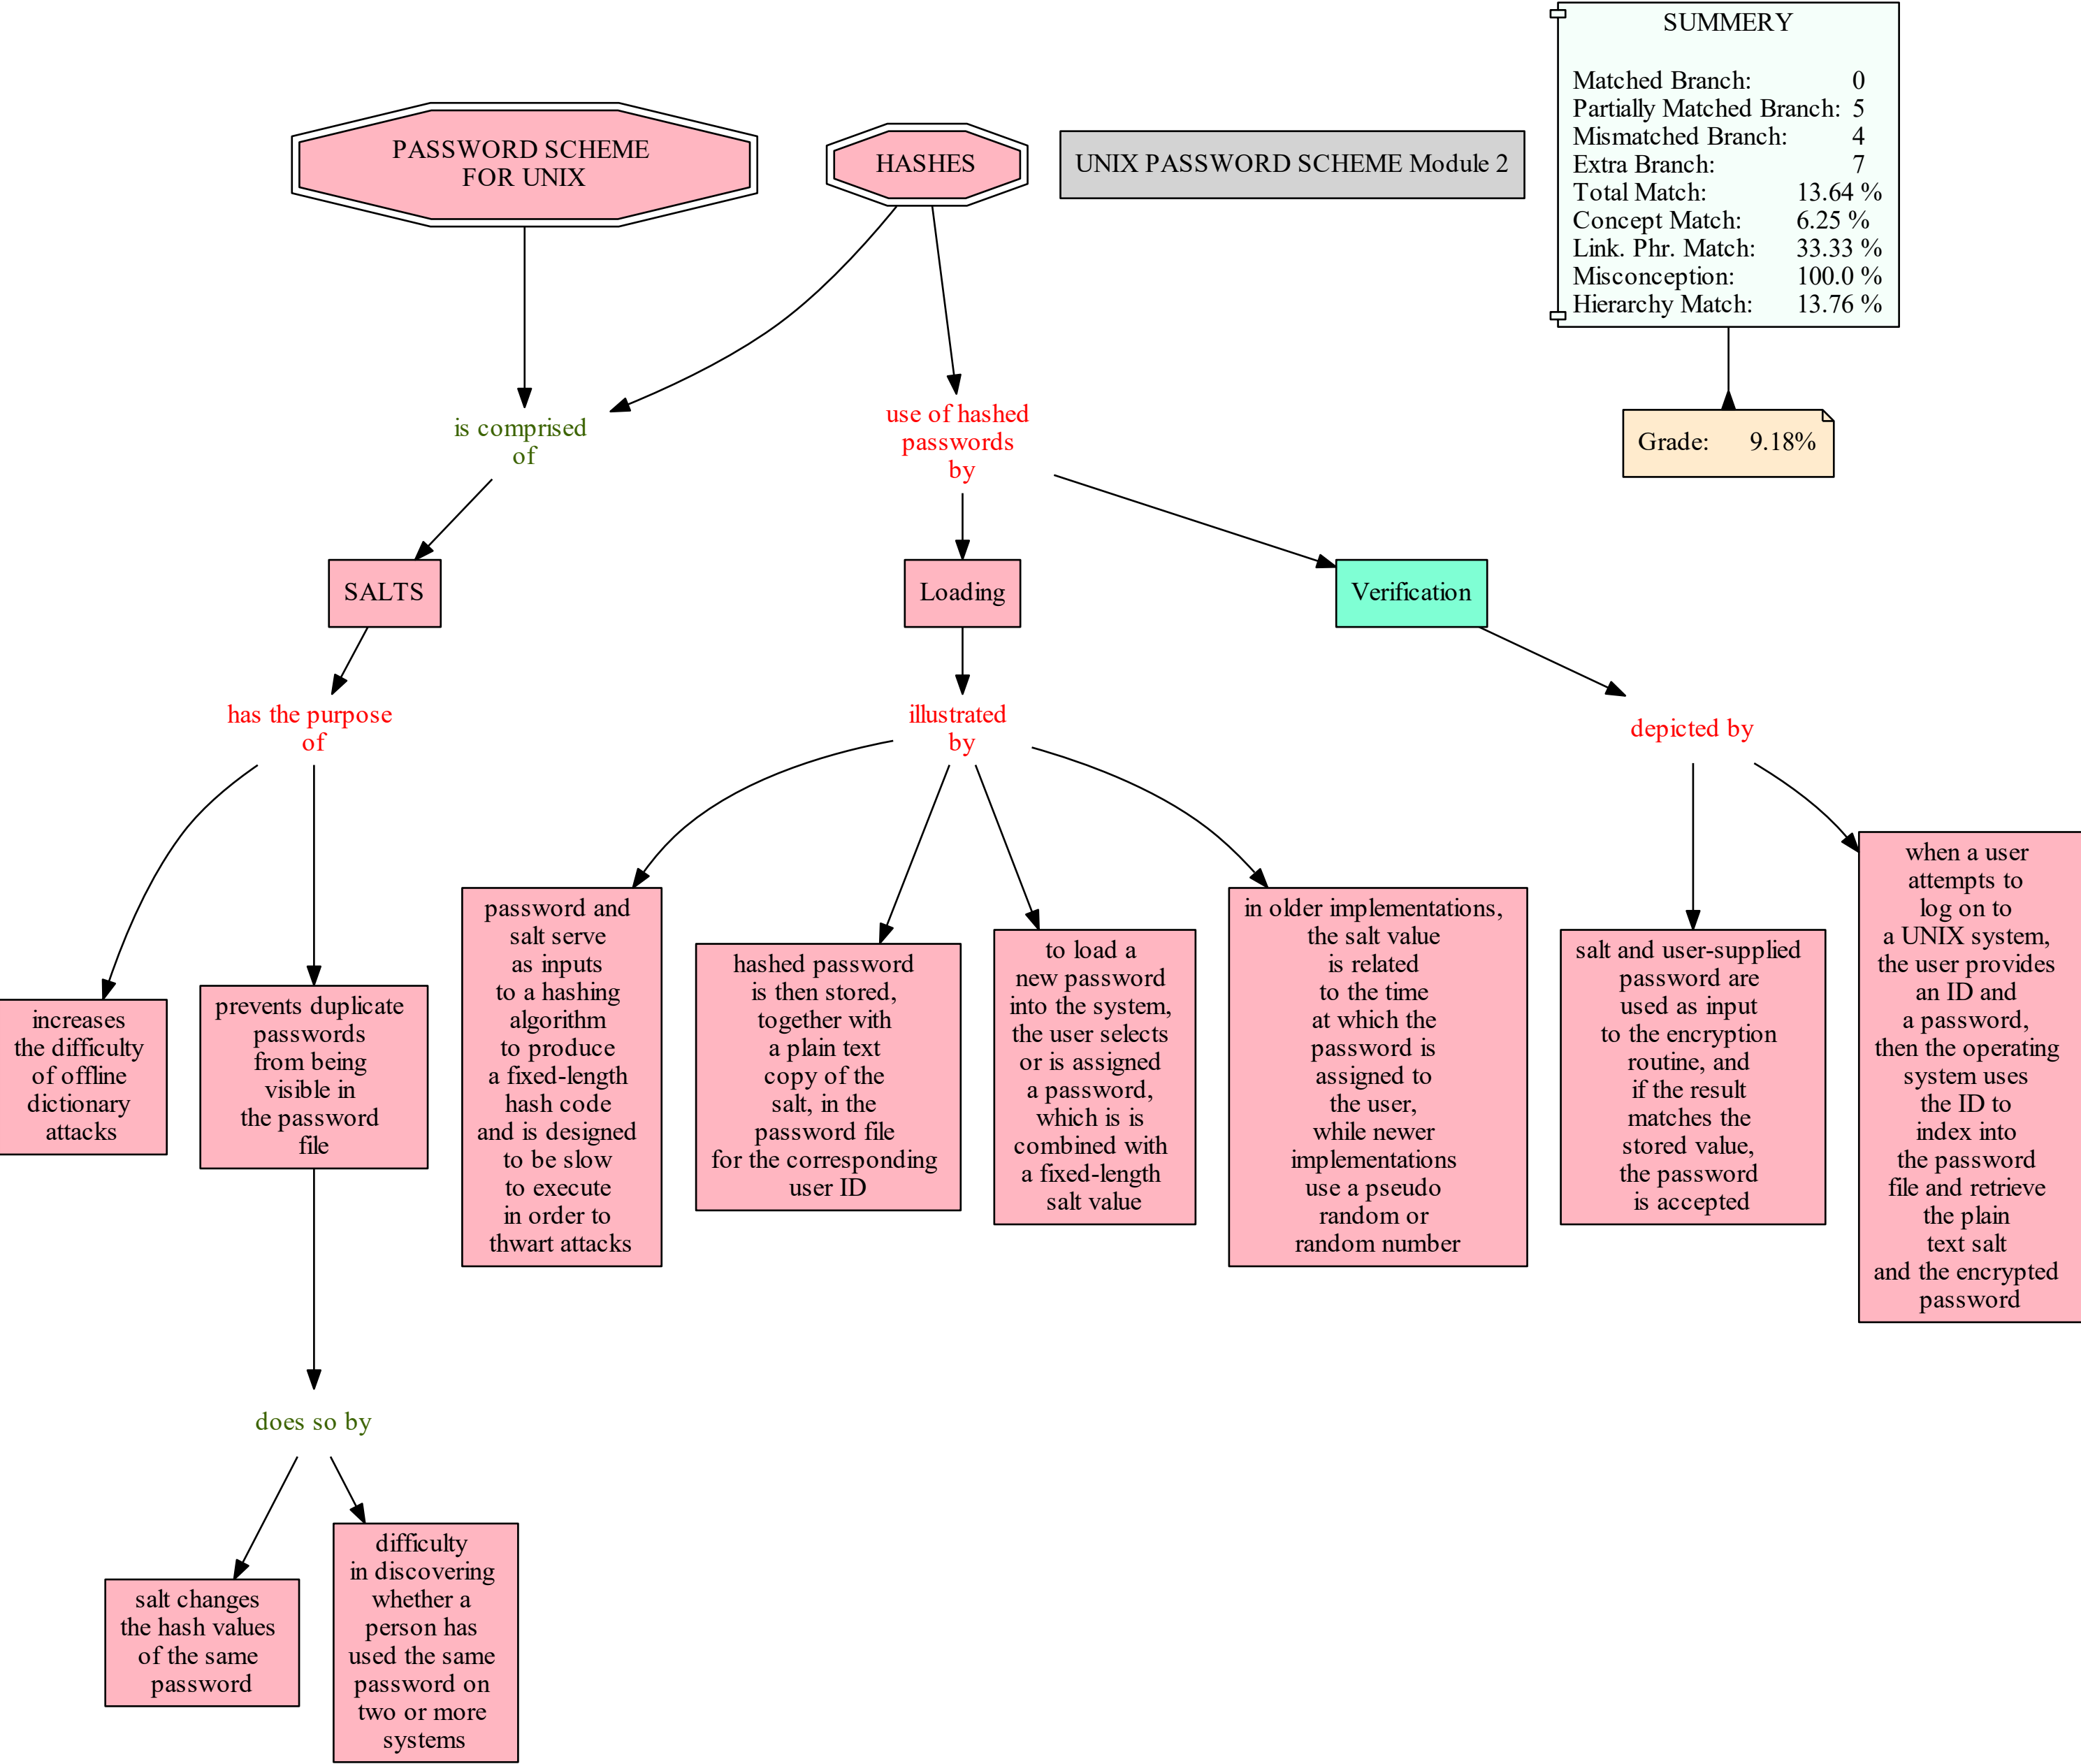 SUMMERY
Matched Branch: 0
Partially Matched Branch: 5
Mismatched Branch: 4
Extra Branch: 7
Total Match: 13.64 %
Concept Match: 6.25 %
Link. Phr. Match: 33.33 %
Misconception: 100.0 %
Hierarchy Match: 13.76 %
PASSWORD SCHEME
FOR UNIX
HASHES
UNIX PASSWORD SCHEME Module 2
is comprised
of
use of hashed
passwords
by
Grade: 9.18%
SALTS
Loading
Verification
has the purpose
of
illustrated
by
depicted by
increases
the difficulty
of offline
dictionary
attacks
prevents duplicate
passwords
from being
visible in
the password
file
password and
salt serve
as inputs
to a hashing
algorithm
to produce
a fixed-length
hash code
and is designed
to be slow
to execute
in order to
thwart attacks
hashed password
is then stored,
together with
a plain text
copy of the
salt, in the
password file
for the corresponding
user ID
to load a
new password
into the system,
the user selects
or is assigned
a password,
which is is
combined with
a fixed-length
salt value
in older implementations,
the salt value
is related
to the time
at which the
password is
assigned to
the user,
while newer
implementations
use a pseudo
random or
random number
salt and user-supplied
password are
used as input
to the encryption
routine, and
if the result
matches the
stored value,
the password
is accepted
when a user
attempts to
log on to
a UNIX system,
the user provides
an ID and
a password,
then the operating
system uses
the ID to
index into
the password
file and retrieve
the plain
text salt
and the encrypted
password
does so by
salt changes
the hash values
of the same
password
difficulty
in discovering
whether a
person has
used the same
password on
two or more
systems